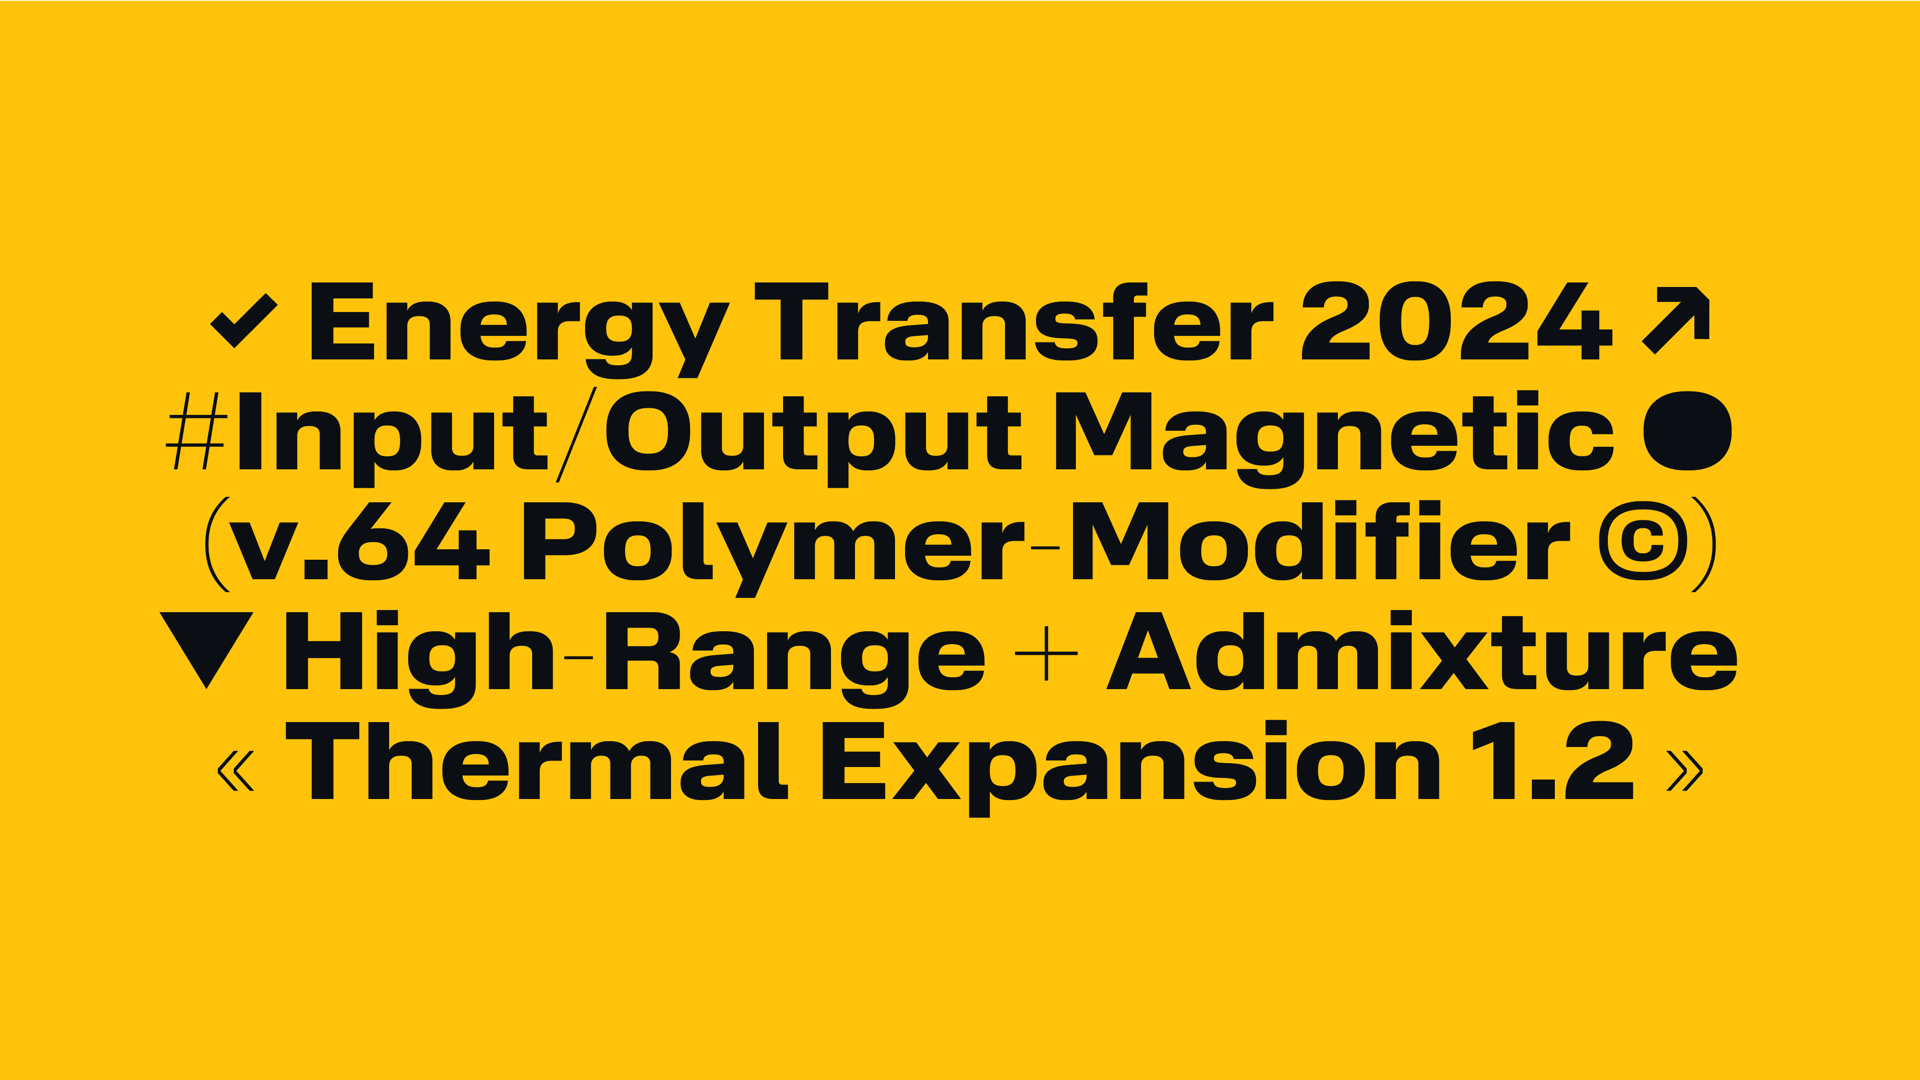 ✔ Energy Transfer 2024 ↗
#Input/Output Magnetic ●
(v.64 Polymer-Modifier ©)
▼ High-Range + Admixture
« Thermal Expansion 1.2 »